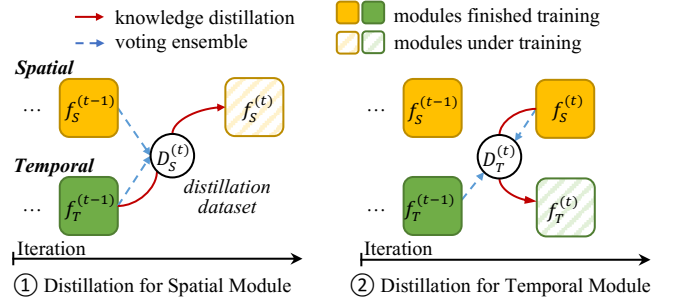 knowledge distillation
voting ensemble
modules finished training
modules under training
Spatial
... f_S^(t−1) f_S^(t)
D_S^(t)
Temporal
distillation
dataset
... f_T^(t−1)
Iteration
① Distillation for Spatial Module
... f_S^(t−1) f_S^(t)
D_T^(t)
... f_T^(t−1) f_T^(t)
Iteration
② Distillation for Temporal Module